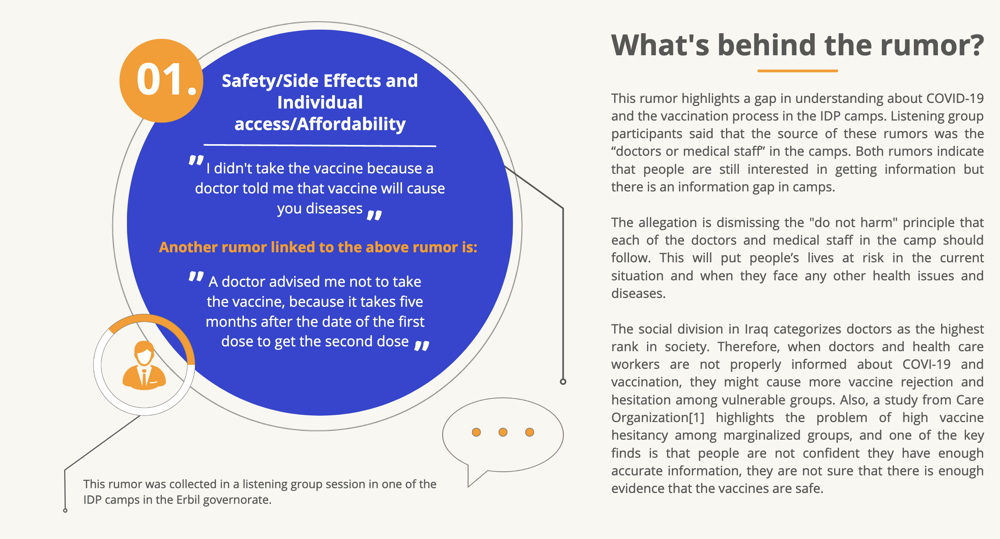 01.
Safety/Side Effects and
Individual
access/Affordability
" I didn't take the vaccine because a
doctor told me that vaccine will cause
you diseases "
Another rumor linked to the above rumor is:
" A doctor advised me not to take
the vaccine, because it takes five
months after the date of the first
dose to get the second dose "
This rumor was collected in a listening group session in one of the
IDP camps in the Erbil governorate.
What's behind the rumor?
This rumor highlights a gap in understanding about COVID-19
and the vaccination process in the IDP camps. Listening group
participants said that the source of these rumors was the
“doctors or medical staff” in the camps. Both rumors indicate
that people are still interested in getting information but
there is an information gap in camps.
The allegation is dismissing the "do not harm" principle that
each of the doctors and medical staff in the camp should
follow. This will put people’s lives at risk in the current
situation and when they face any other health issues and
diseases.
The social division in Iraq categorizes doctors as the highest
rank in society. Therefore, when doctors and health care
workers are not properly informed about COVI-19 and
vaccination, they might cause more vaccine rejection and
hesitation among vulnerable groups. Also, a study from Care
Organization[1] highlights the problem of high vaccine
hesitancy among marginalized groups, and one of the key
finds is that people are not confident they have enough
accurate information, they are not sure that there is enough
evidence that the vaccines are safe.